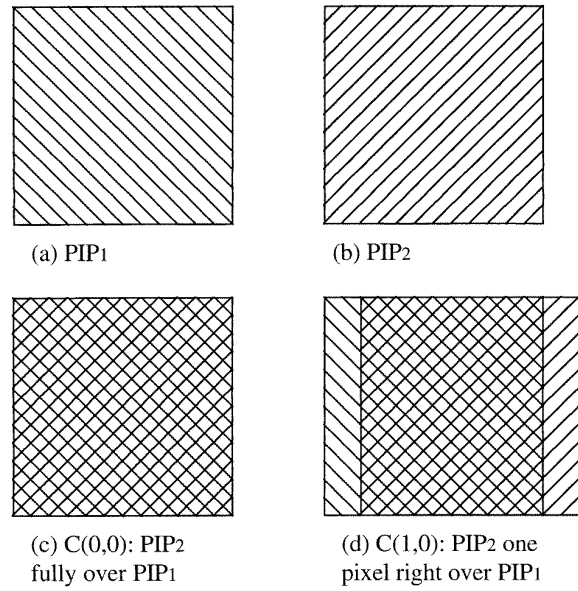 (a) PIP1
(b) PIP2
(c) C(0,0): PIP2
fully over PIP1
(d) C(1,0): PIP2 one
pixel right over PIP1